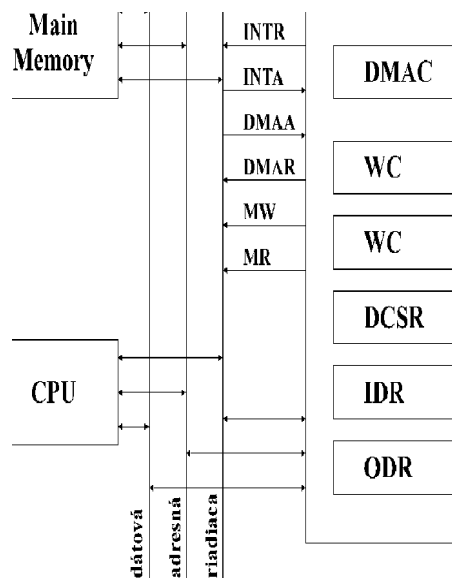 Main
Memory
INTR
INTA
DMAA
DMAR
MW
MR
DMAC
WC
WC
DCSR
IDR
ODR
CPU
dátová
adresná
riadiaca